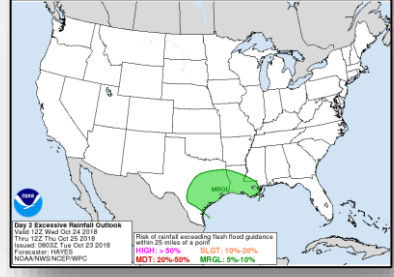 MRGL
noaa
Day 2 Excessive Rainfall Outlook
Valid 12Z Wed Oct 24 2018
Thru 12Z Thu Oct 25 2018
Issued: 0803Z Tue Oct 23 2018
Forecaster: HAYES
NOAA/NWS/NCEP/WPC
Risk of rainfall exceeding flash flood guidance
within 25 miles of a point
HIGH: > 50% SLGT: 10%-20%
MDT: 20%-50% MRGL: 5%-10%